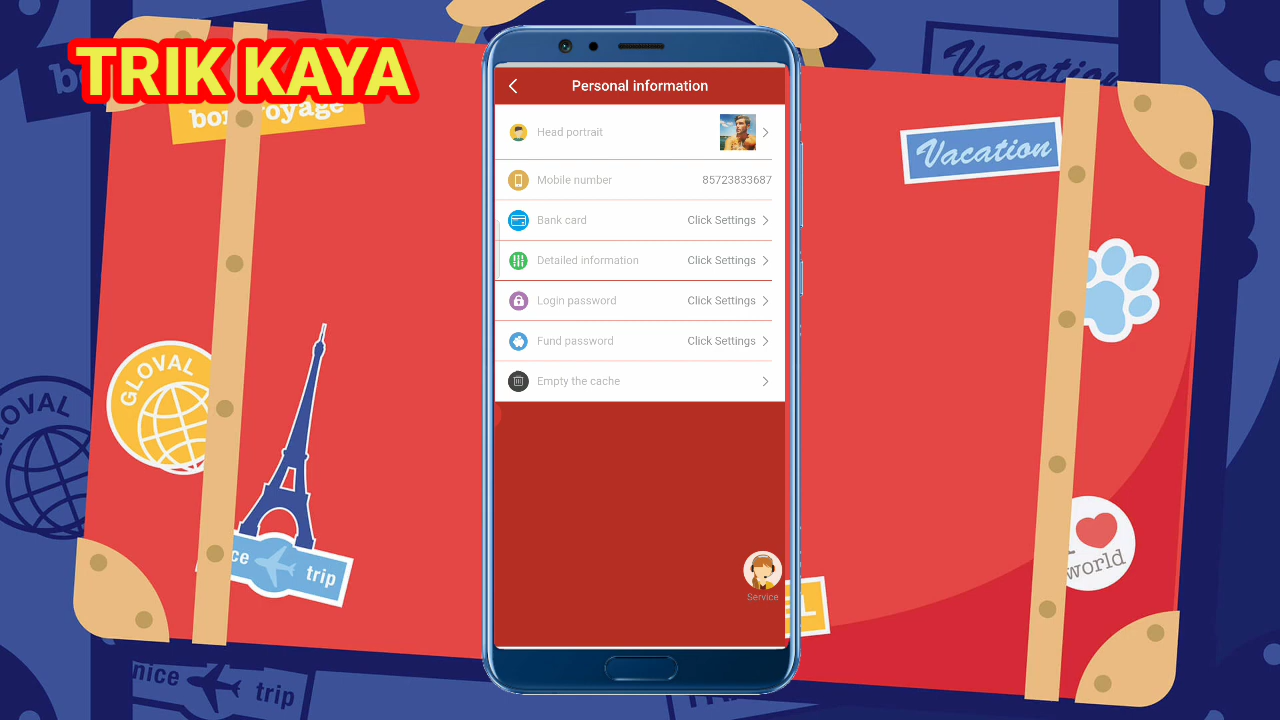 TRIK KAYA
bon voyage
Vacation
Vacation
Personal information
Head portrait
Mobile number 85723833687
Bank card Click Settings
Detailed information Click Settings
Login password Click Settings
Fund password Click Settings
Empty the cache
Service
GLOVAL
nice trip
world
nice trip